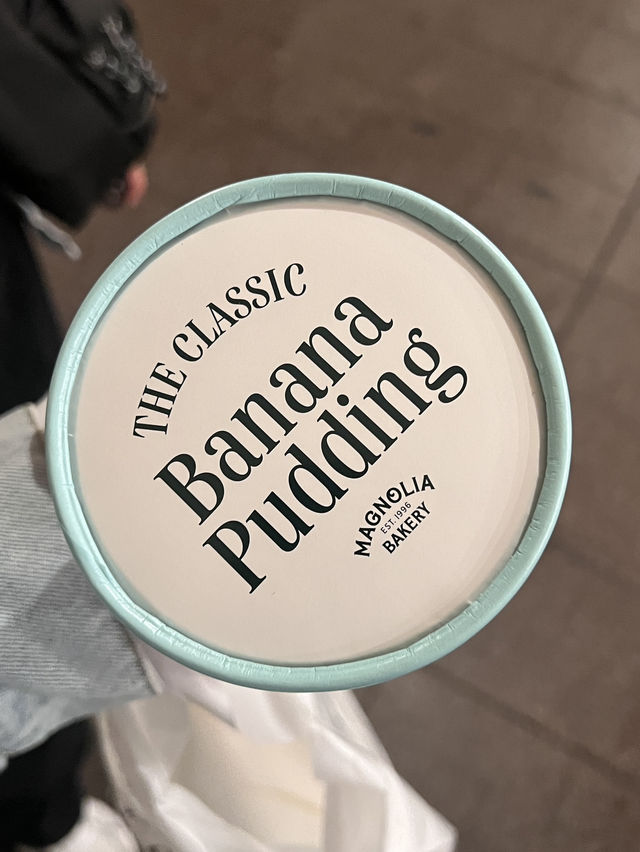 THE CLASSIC
Banana
Pudding
MAGNOLIA
EST. 1996
BAKERY